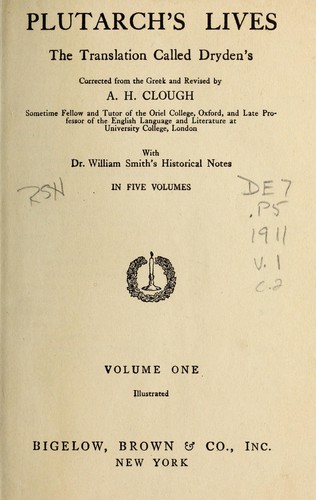 PLUTARCH'S LIVES
The Translation Called Dryden's
Corrected from the Greek and Revised by
A. H. CLOUGH
Sometime Fellow and Tutor of the Oriel College, Oxford, and Late Pro-
fessor of the English Language and Literature at
University College, London
With
Dr. William Smith's Historical Notes
IN FIVE VOLUMES
RSN
DE7
.P5
1911
v. 1
c.2
VOLUME ONE
Illustrated
BIGELOW, BROWN & CO., INC.
NEW YORK